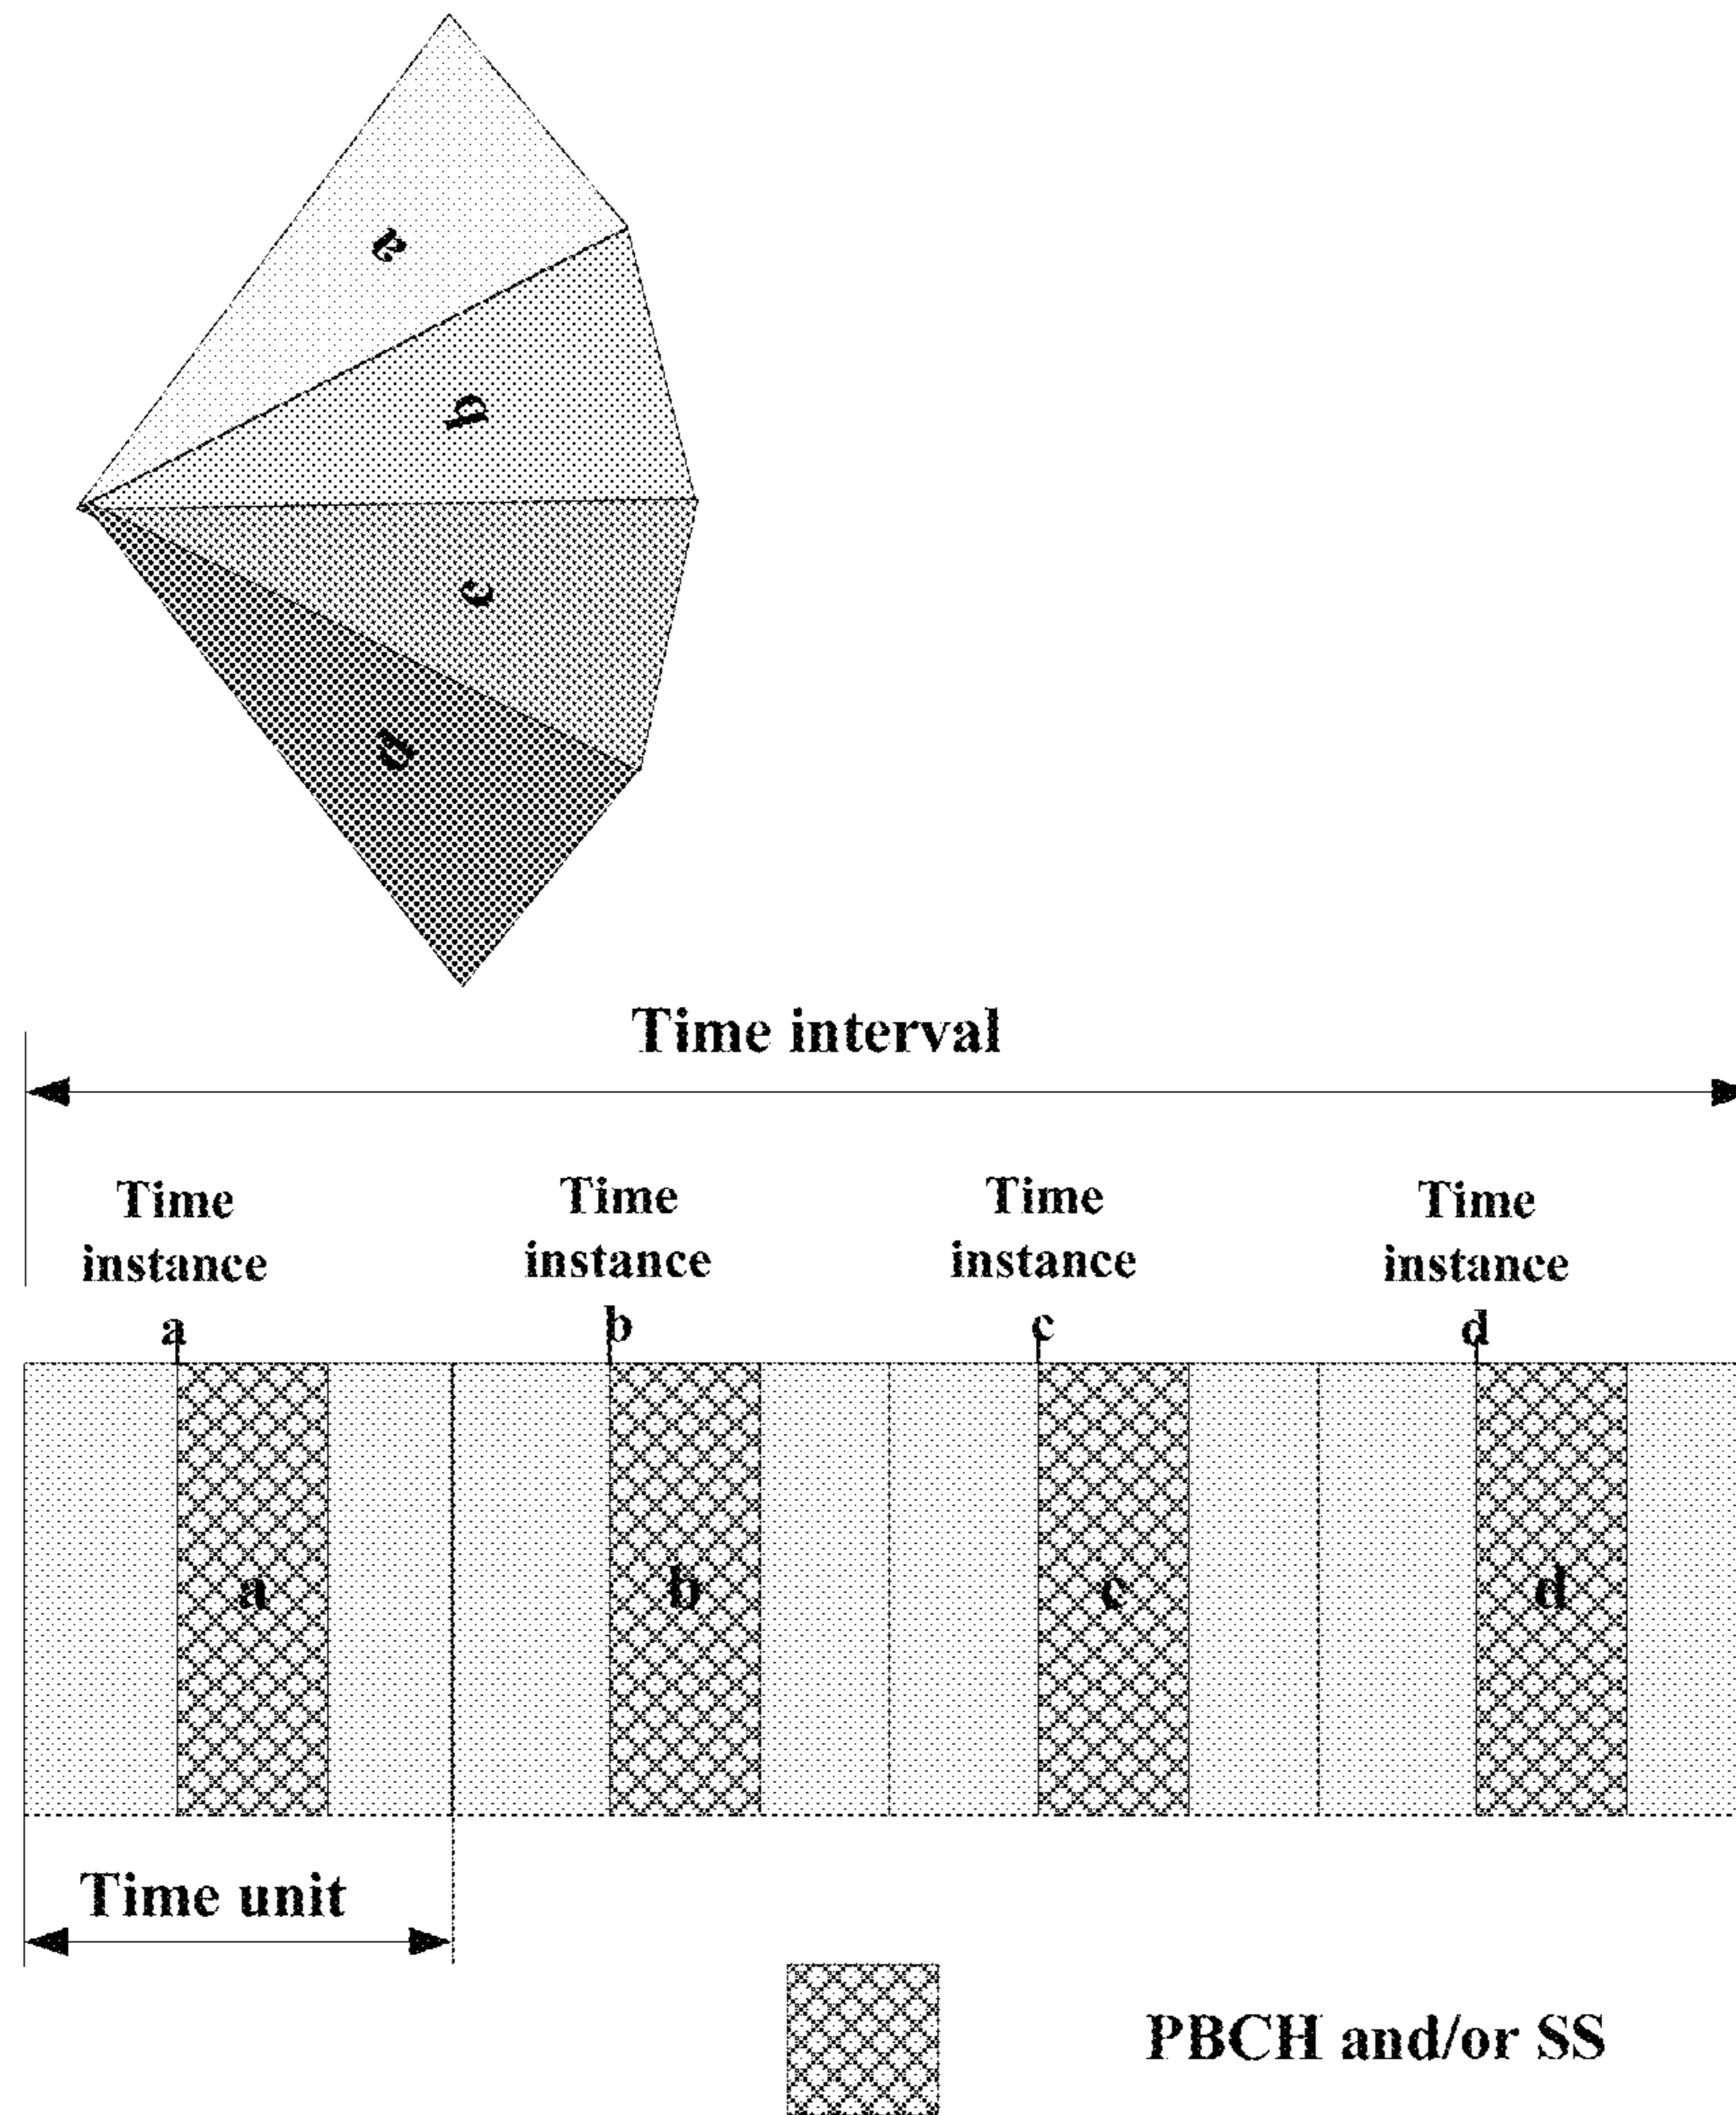 a
b
c
d
Time interval
Time instance a
Time instance b
Time instance c
Time instance d
a
b
c
d
Time unit
PBCH and/or SS